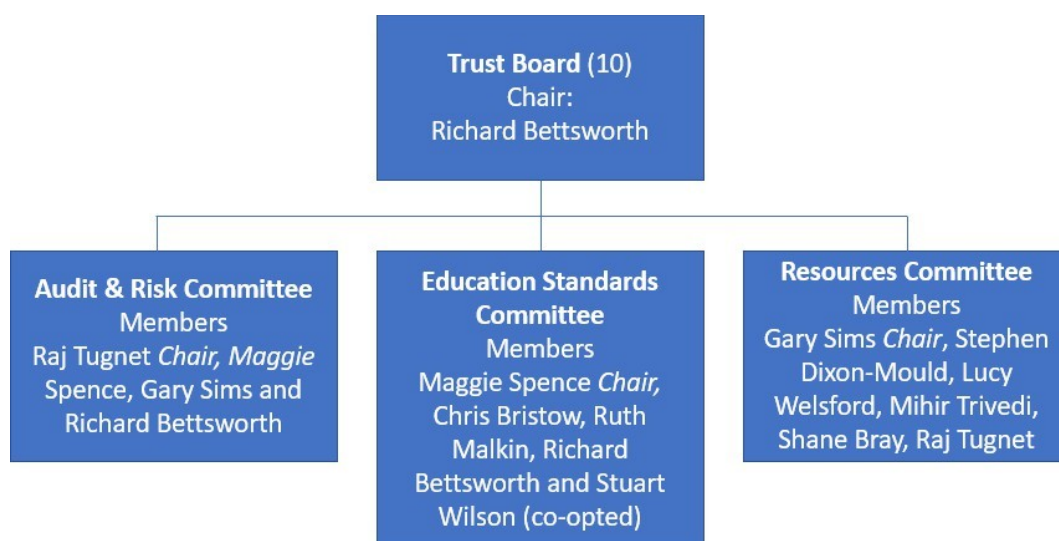 Trust Board (10)
Chair:
Richard Bettsworth
Audit & Risk Committee
Members
Raj Tugnet Chair, Maggie
Spence, Gary Sims and
Richard Bettsworth
Education Standards
Committee
Members
Maggie Spence Chair,
Chris Bristow, Ruth
Malkin, Richard
Bettsworth and Stuart
Wilson (co-opted)
Resources Committee
Members
Gary Sims Chair, Stephen
Dixon-Mould, Lucy
Welsford, Mihir Trivedi,
Shane Bray, Raj Tugnet